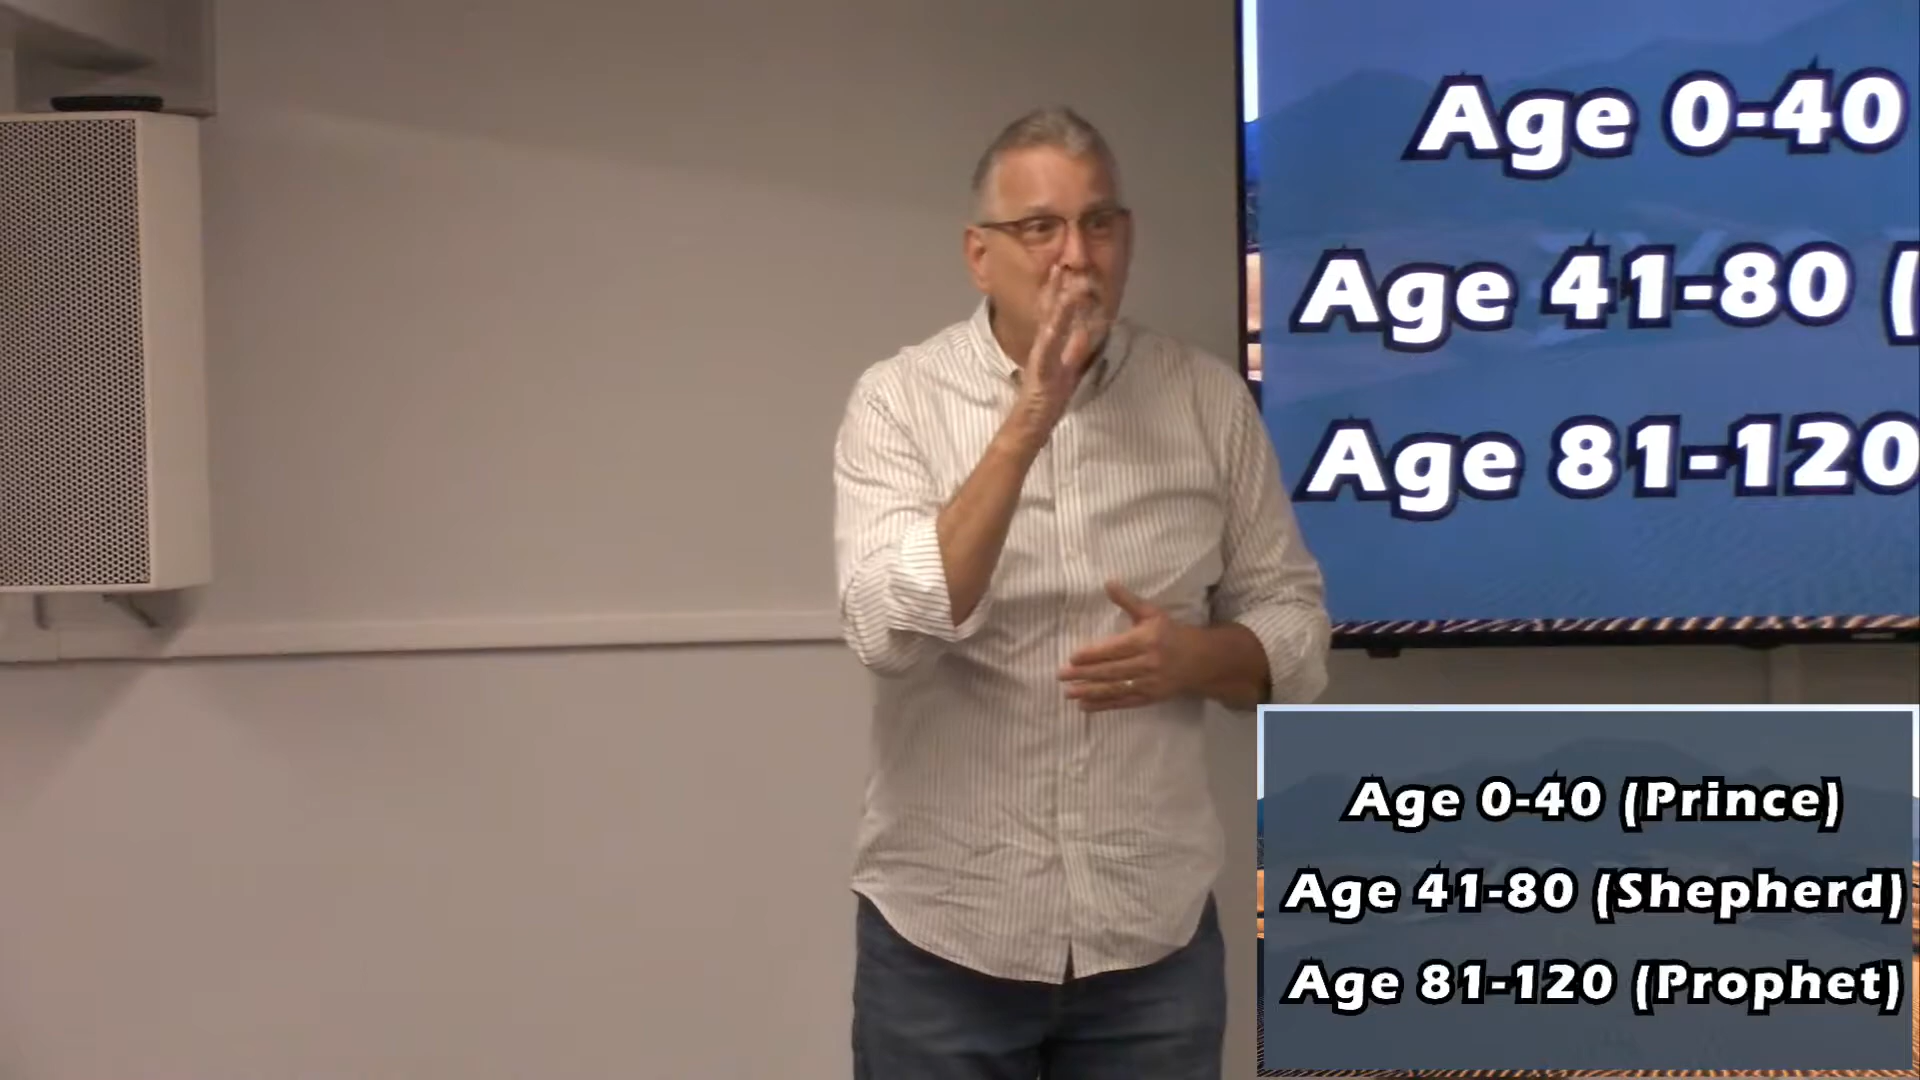 Age 0-40
Age 41-80 (
Age 81-120
Age 0-40 (Prince)
Age 41-80 (Shepherd)
Age 81-120 (Prophet)